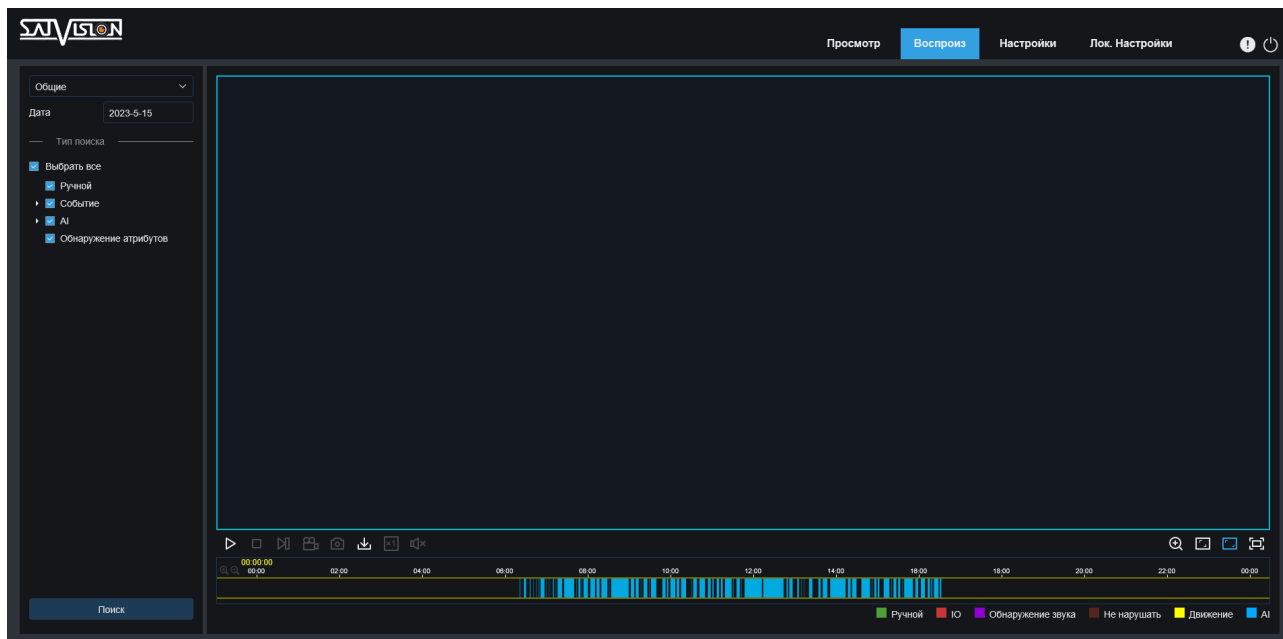 SATVISION
Просмотр Воспроиз Настройки Лок. Настройки
Общие
Дата 2023-5-15
Тип поиска
Выбрать все
Ручной
Событие
AI
Обнаружение атрибутов
×1
00:00:00
00:00 02:00 04:00 06:00 08:00 10:00 12:00 14:00 16:00 18:00 20:00 22:00 00:00
Поиск
Ручной IO Обнаружение звука Не нарушать Движение AI